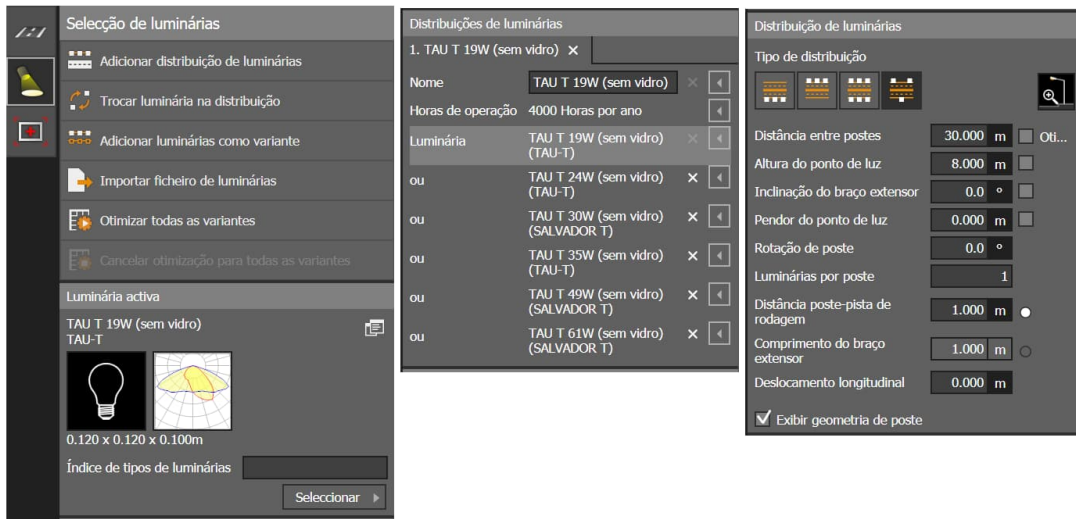 Selecção de luminárias
Adicionar distribuição de luminárias
Trocar luminária na distribuição
Adicionar luminárias como variante
Importar ficheiro de luminárias
Otimizar todas as variantes
Cancelar otimização para todas as variantes
Luminária activa
TAU T 19W (sem vidro)
TAU-T
0.120 x 0.120 x 0.100m
Índice de tipos de luminárias
Seleccionar
Distribuições de luminárias
1. TAU T 19W (sem vidro) ×
Nome TAU T 19W (sem vidro) ×
Horas de operação 4000 Horas por ano
Luminária TAU T 19W (sem vidro) ×
(TAU-T)
ou TAU T 24W (sem vidro) ×
(TAU-T)
ou TAU T 30W (sem vidro) ×
(SALVADOR T)
ou TAU T 35W (sem vidro) ×
(TAU-T)
ou TAU T 49W (sem vidro) ×
(SALVADOR T)
ou TAU T 61W (sem vidro) ×
(SALVADOR T)
Distribuição de luminárias
Tipo de distribuição
Distância entre postes 30.000 m Oti...
Altura do ponto de luz 8.000 m
Inclinação do braço extensor 0.0 °
Pendor do ponto de luz 0.000 m
Rotação de poste 0.0 °
Luminárias por poste 1
Distância poste-pista de
rodagem 1.000 m
Comprimento do braço
extensor 1.000 m
Deslocamento longitudinal 0.000 m
Exibir geometria de poste